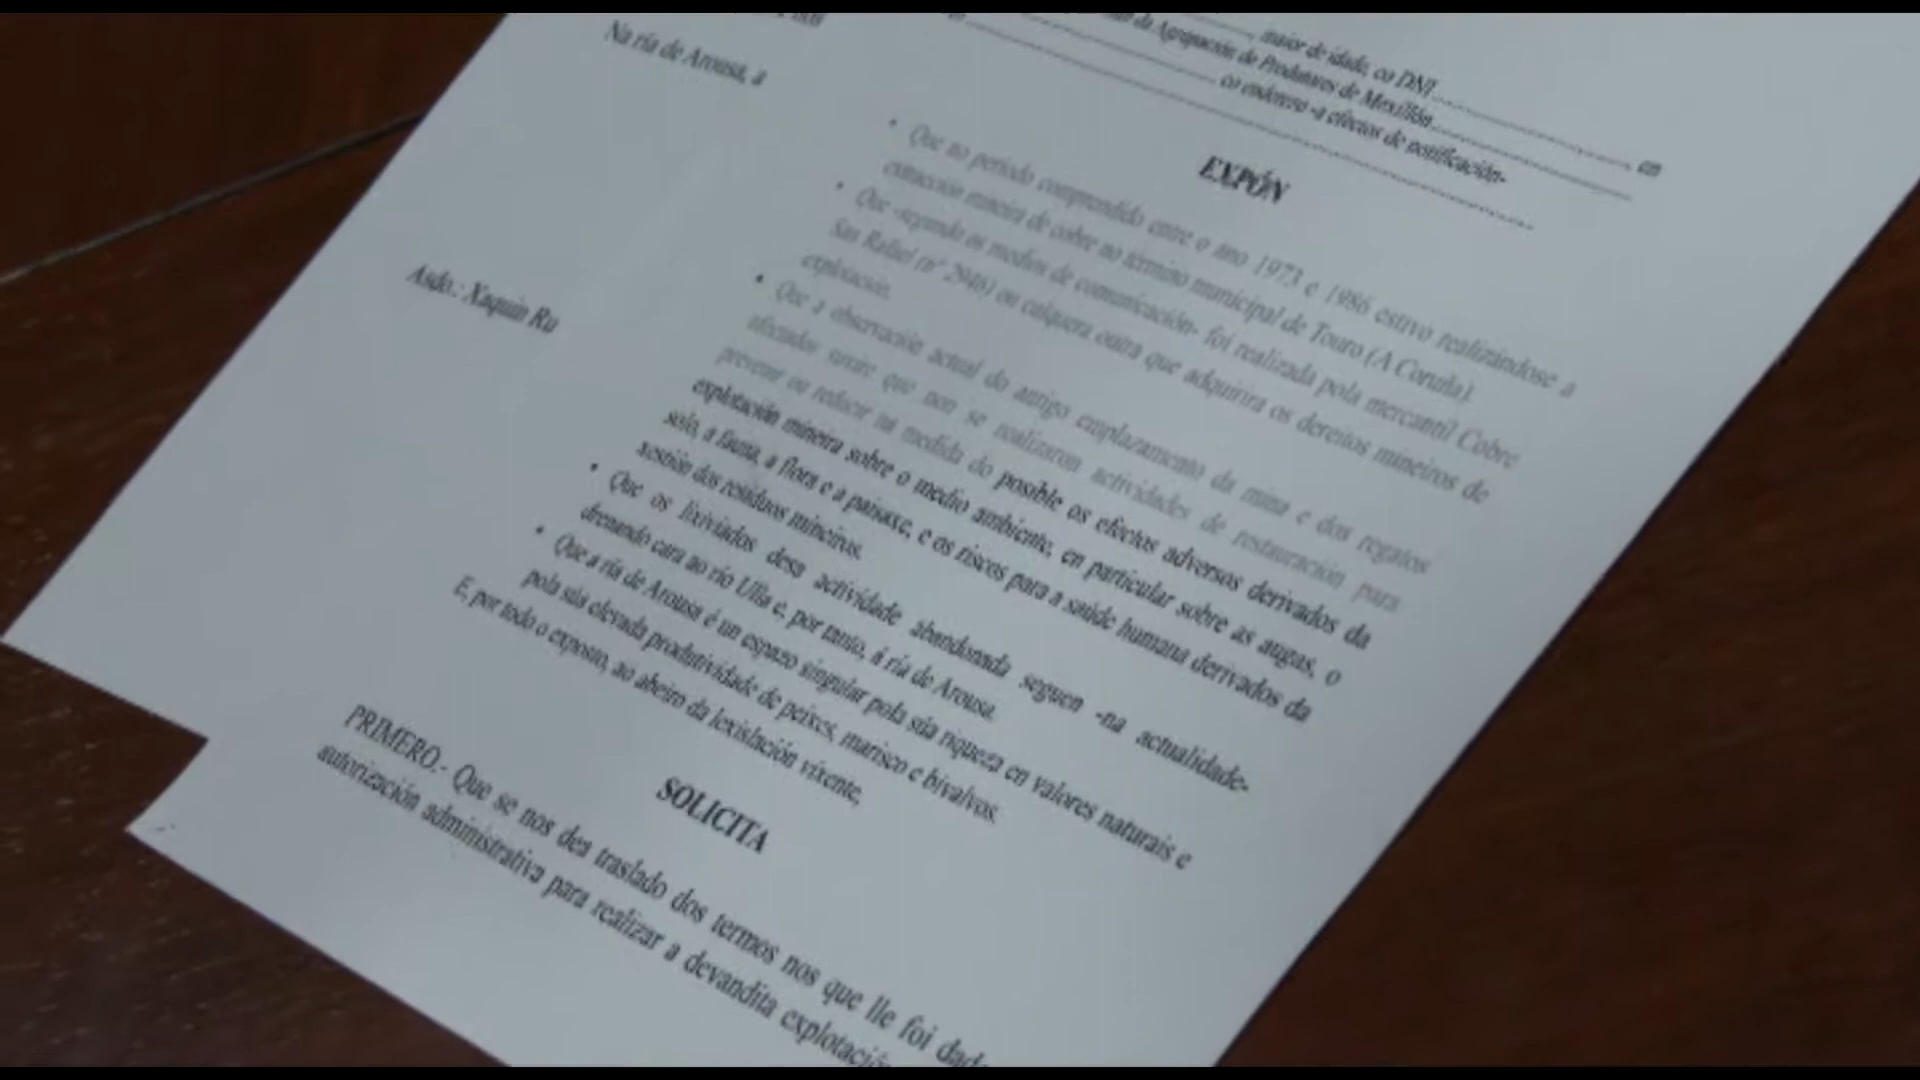 Na ría de Arousa, a
Asdo.: Xaquín Ru
maior de idade, co DNI
da Agrupación de Produtores de Mexillón
en
co enderezo -a efectos de notificación-
EXPÓN
• Que no período comprendido entre o ano 1973 e 1986 estivo realizándose a
extracción mineira de cobre no término municipal de Touro (A Coruña).
• Que -segundo os medios de comunicación- foi realizada pola mercantil Cobre
San Rafael (nº 2946) ou calquera outra que adquirira os dereitos mineiros de
explotación.
• Que a observación actual do antigo emplazamento da mina e dos regatos
afectados suxire que non se realizaron actividades de restauración para
previr ou reducir na medida do posible os efectos adversos derivados da
explotación mineira sobre o medio ambiente, en particular sobre as augas, o
solo, a fauna, a flora e a paisaxe, e os riscos para a saúde humana derivados da
xestión dos residuos mineiros.
• Que os lixiviados desa actividade abandonada seguen -na actualidade-
drenando cara ao río Ulla e, por tanto, á ría de Arousa.
• Que a ría de Arousa é un espazo singular pola súa riqueza en valores naturais e
pola súa elevada produtividade de peixes, marisco e bivalvos.
E, por todo o exposto, ao abeiro da lexislación vixente,
SOLICITA
PRIMERO.- Que se nos dea traslado dos termos nos que lle foi dada
autorización administrativa para realizar a devandita explotación